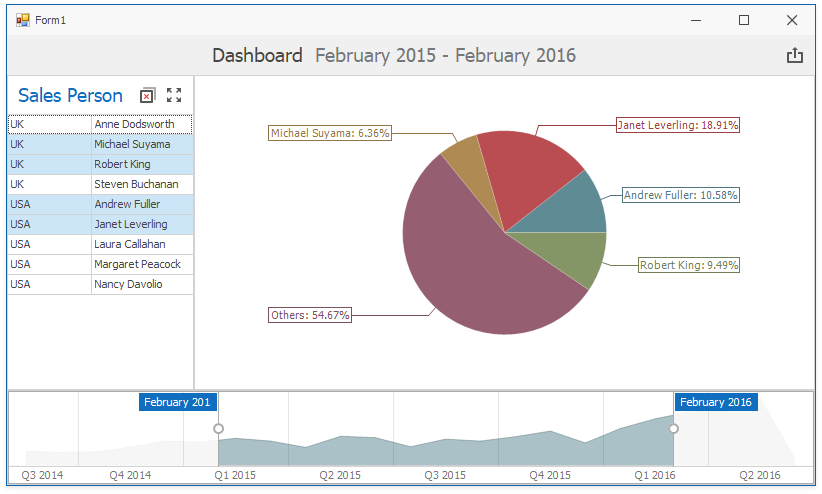 Form1
Dashboard February 2015 - February 2016
Sales Person
UK Anne Dodsworth
UK Michael Suyama
UK Robert King
UK Steven Buchanan
USA Andrew Fuller
USA Janet Leverling
USA Laura Callahan
USA Margaret Peacock
USA Nancy Davolio
Michael Suyama: 6.36%
Janet Leverling: 18.91%
Andrew Fuller: 10.58%
Robert King: 9.49%
Others: 54.67%
February 201
February 2016
Q3 2014 Q4 2014 Q1 2015 Q2 2015 Q3 2015 Q4 2015 Q1 2016 Q2 2016